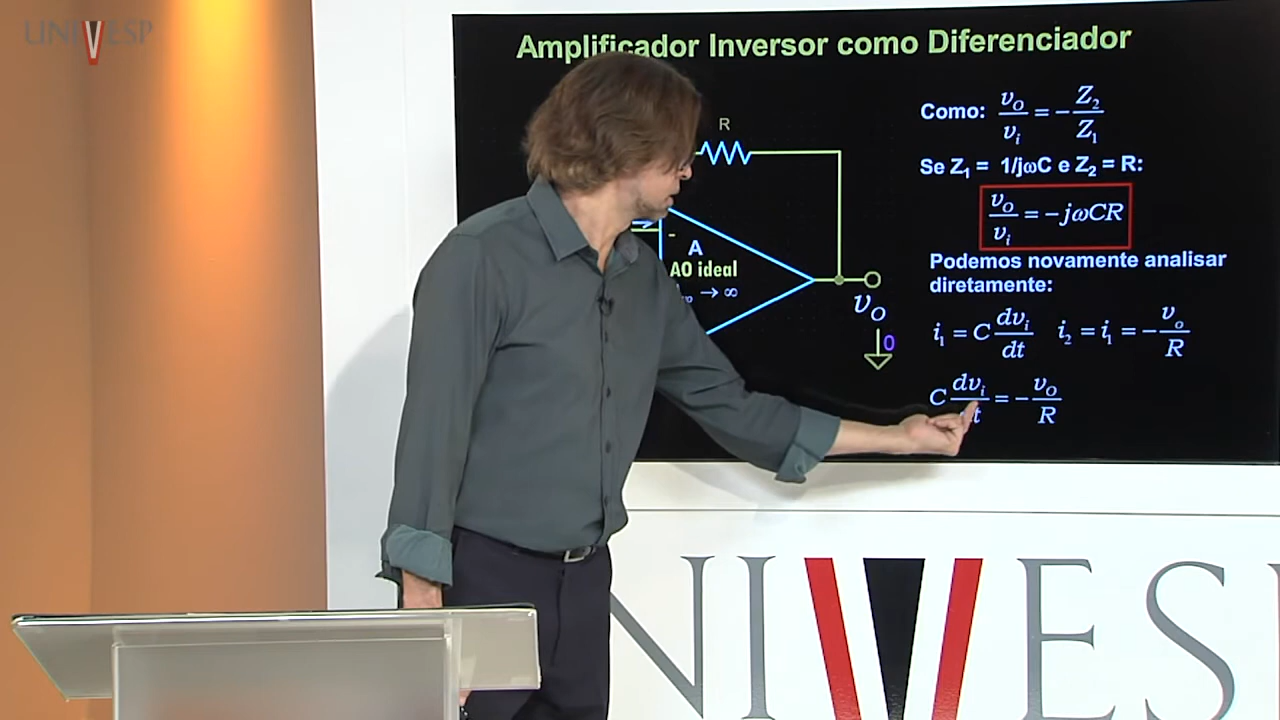 UNIVESP
Amplificador Inversor como Diferenciador
R
Como: v_O/v_i = -Z_2/Z_1
Se Z_1 = 1/jωC e Z_2 = R:
v_O/v_i = -jωCR
Podemos novamente analisar
diretamente:
i_1 = C dv_i/dt   i_2 = i_1 = -v_o/R
C dv_i/dt = -v_O/R
-
A
AO ideal
→ ∞
v_O
0
NIVES